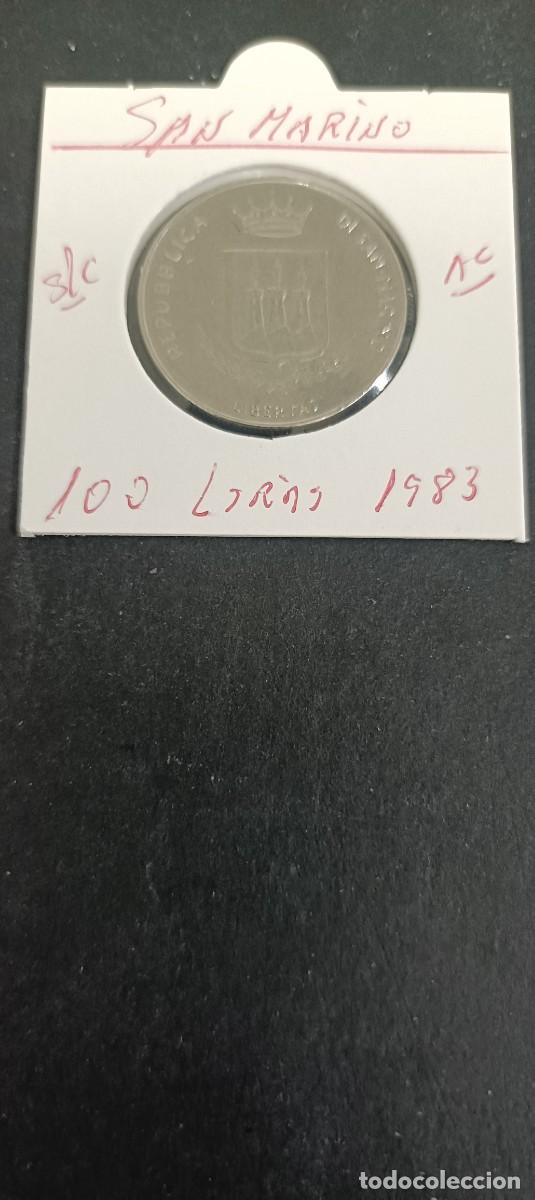 SAN MARINO
S/C
AC
REPUBBLICA DI SAN MARINO
LIBERTAS
100 Liras 1983
todocoleccion